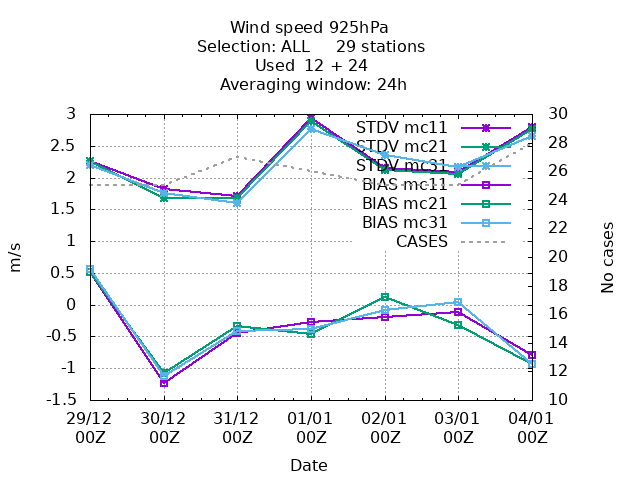 Wind speed 925hPa
Selection: ALL 29 stations
Used 12 + 24
Averaging window: 24h
3
2.5
2
1.5
1
0.5
0
-0.5
-1
-1.5
m/s
STDV mc11
STDV mc21
STDV mc31
BIAS mc11
BIAS mc21
BIAS mc31
CASES
30
28
26
24
22
20
18
16
14
12
10
No cases
29/12 30/12 31/12 01/01 02/01 03/01 04/01
00Z 00Z 00Z 00Z 00Z 00Z 00Z
Date